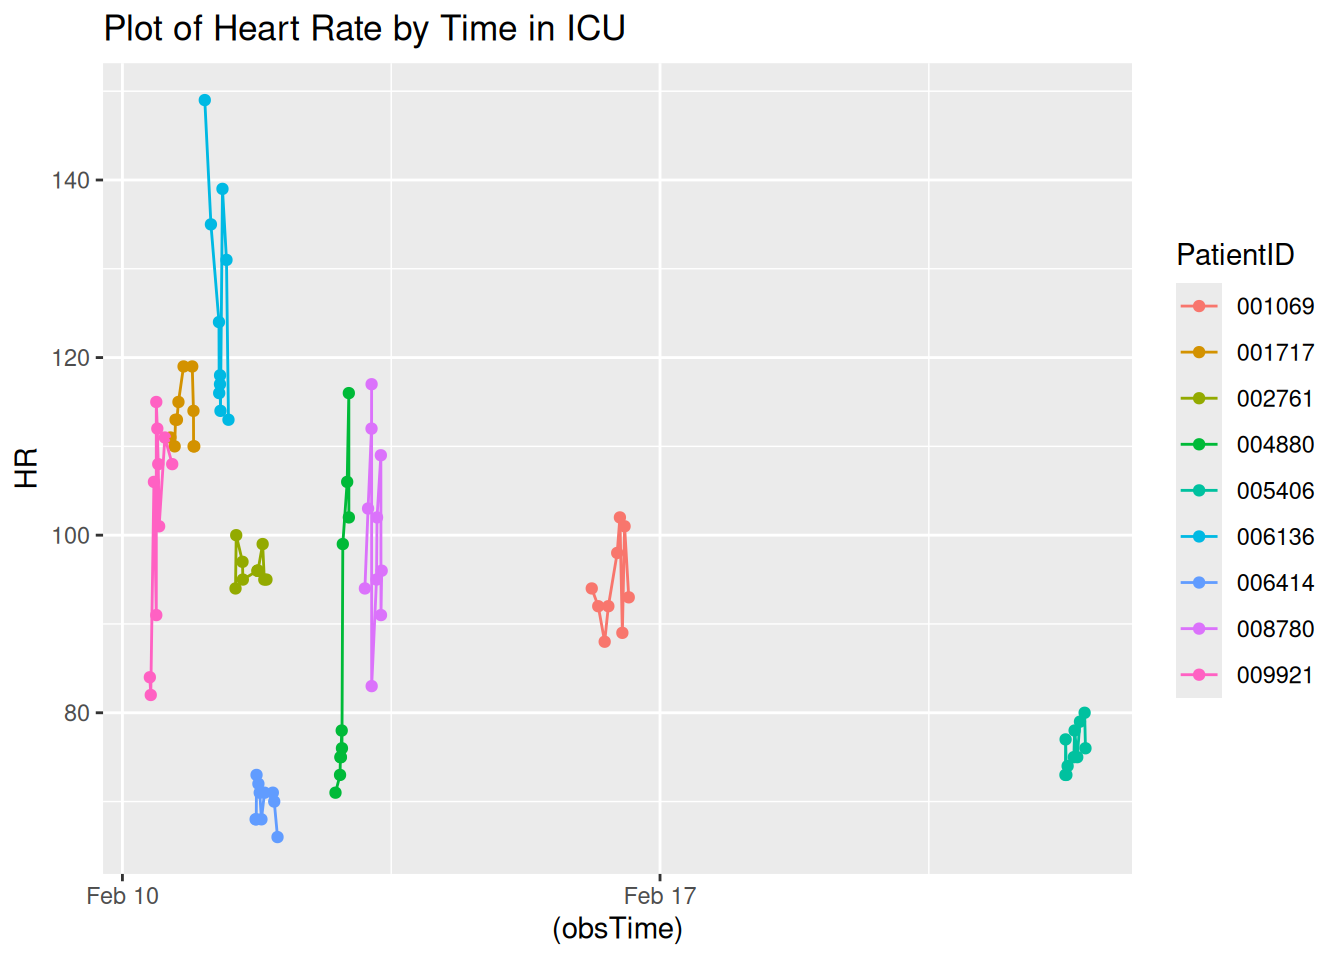 Plot of Heart Rate by Time in ICU
140
120
100
80
HR
Feb 10
Feb 17
(obsTime)
PatientID
001069
001717
002761
004880
005406
006136
006414
008780
009921